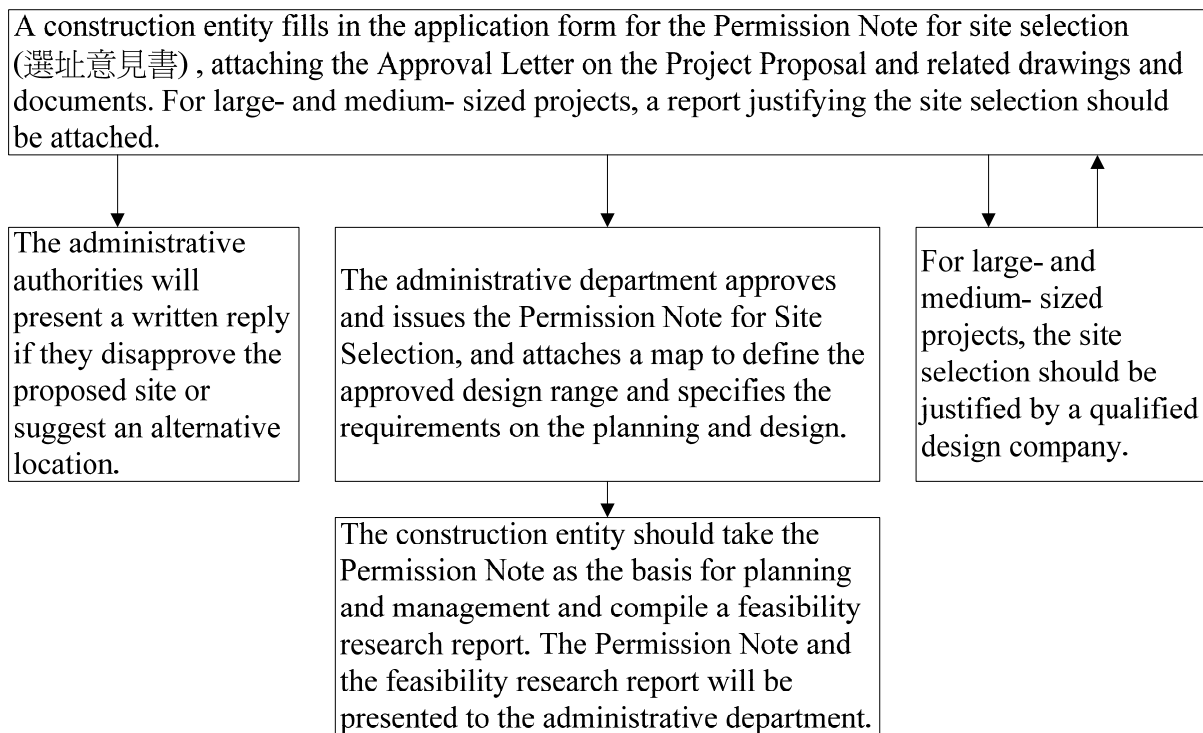 A construction entity fills in the application form for the Permission Note for site selection
(選址意見書) , attaching the Approval Letter on the Project Proposal and related drawings and
documents. For large- and medium- sized projects, a report justifying the site selection should
be attached.
The administrative
authorities will
present a written reply
if they disapprove the
proposed site or
suggest an alternative
location.
The administrative department approves
and issues the Permission Note for Site
Selection, and attaches a map to define the
approved design range and specifies the
requirements on the planning and design.
For large- and
medium- sized
projects, the site
selection should be
justified by a qualified
design company.
The construction entity should take the
Permission Note as the basis for planning
and management and compile a feasibility
research report. The Permission Note and
the feasibility research report will be
presented to the administrative department.